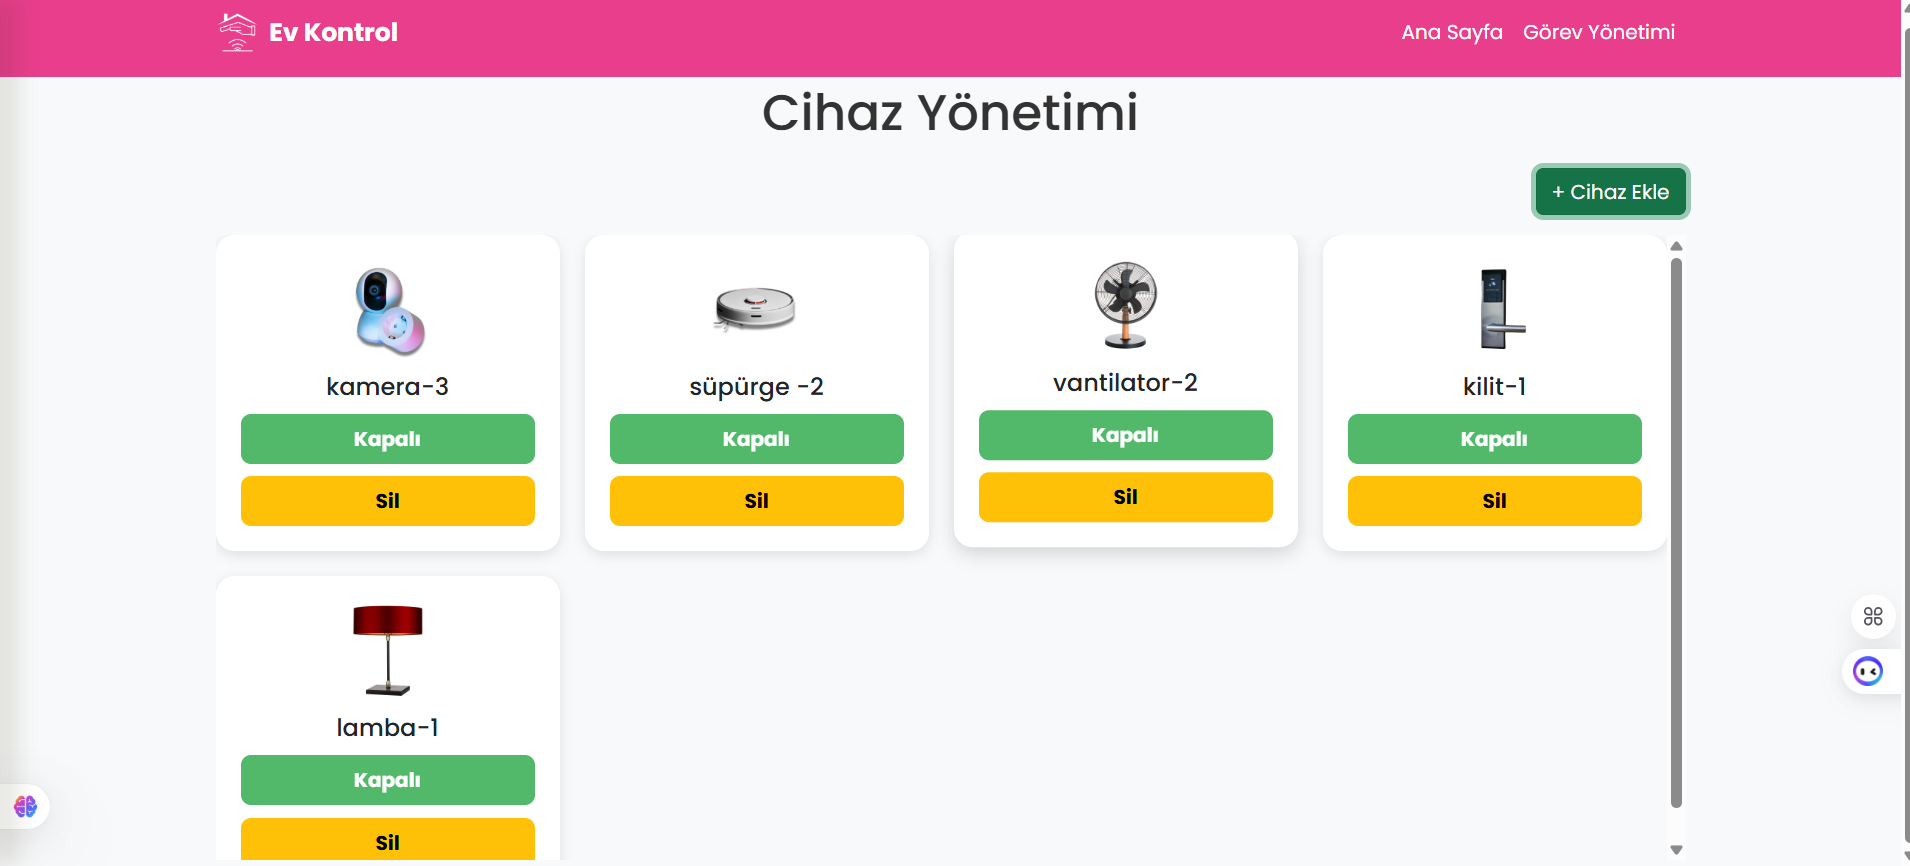 Ev Kontrol
Ana Sayfa Görev Yönetimi
Cihaz Yönetimi
+ Cihaz Ekle
kamera-3
Kapalı
Sil
süpürge -2
Kapalı
Sil
vantilator-2
Kapalı
Sil
kilit-1
Kapalı
Sil
lamba-1
Kapalı
Sil